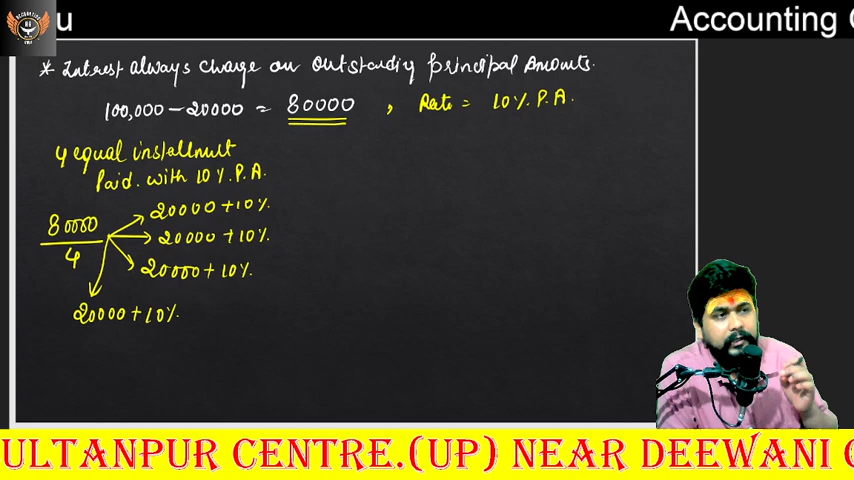 u
Accounting
* Interest always charge on outstanding principal Amounts.
100,000 - 20000 = 80000 , Rate = 10% P.A.
4 equal installment
Paid with 10% P.A.
80000
4
20000 + 10%
20000 + 10%.
20000 + 10%.
20000 + 10%.
ULTANPUR CENTRE.(UP) NEAR DEEWANI C